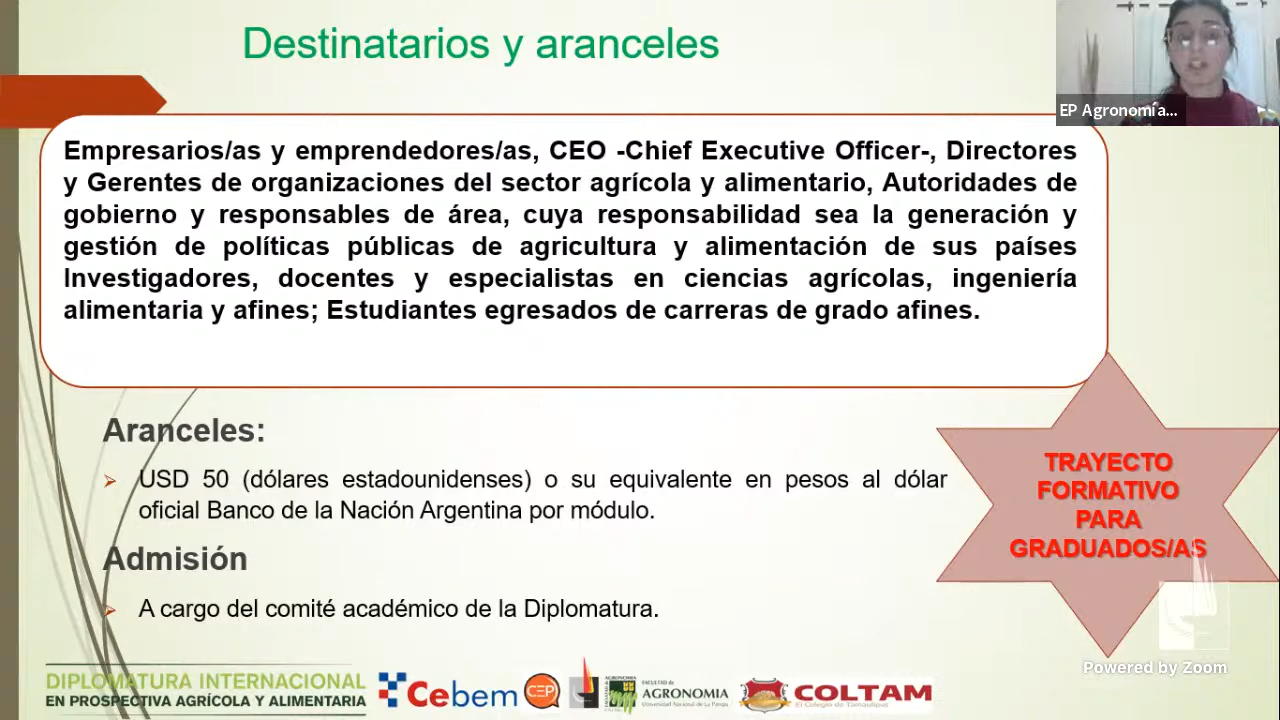 Destinatarios y aranceles
EP Agronomía...
Empresarios/as y emprendedores/as, CEO -Chief Executive Officer-, Directores
y Gerentes de organizaciones del sector agrícola y alimentario, Autoridades de
gobierno y responsables de área, cuya responsabilidad sea la generación y
gestión de políticas públicas de agricultura y alimentación de sus países
Investigadores, docentes y especialistas en ciencias agrícolas, ingeniería
alimentaria y afines; Estudiantes egresados de carreras de grado afines.
Aranceles:
USD 50 (dólares estadounidenses) o su equivalente en pesos al dólar
oficial Banco de la Nación Argentina por módulo.
Admisión
A cargo del comité académico de la Diplomatura.
TRAYECTO
FORMATIVO
PARA
GRADUADOS/AS
Powered by Zoom
DIPLOMATURA INTERNACIONAL
EN PROSPECTIVA AGRÍCOLA Y ALIMENTARIA
Cebem
CEP
FACULTAD de
AGRONOMIA
Universidad Nacional de La Pampa
COLTAM
El Colegio de Tamaulipas